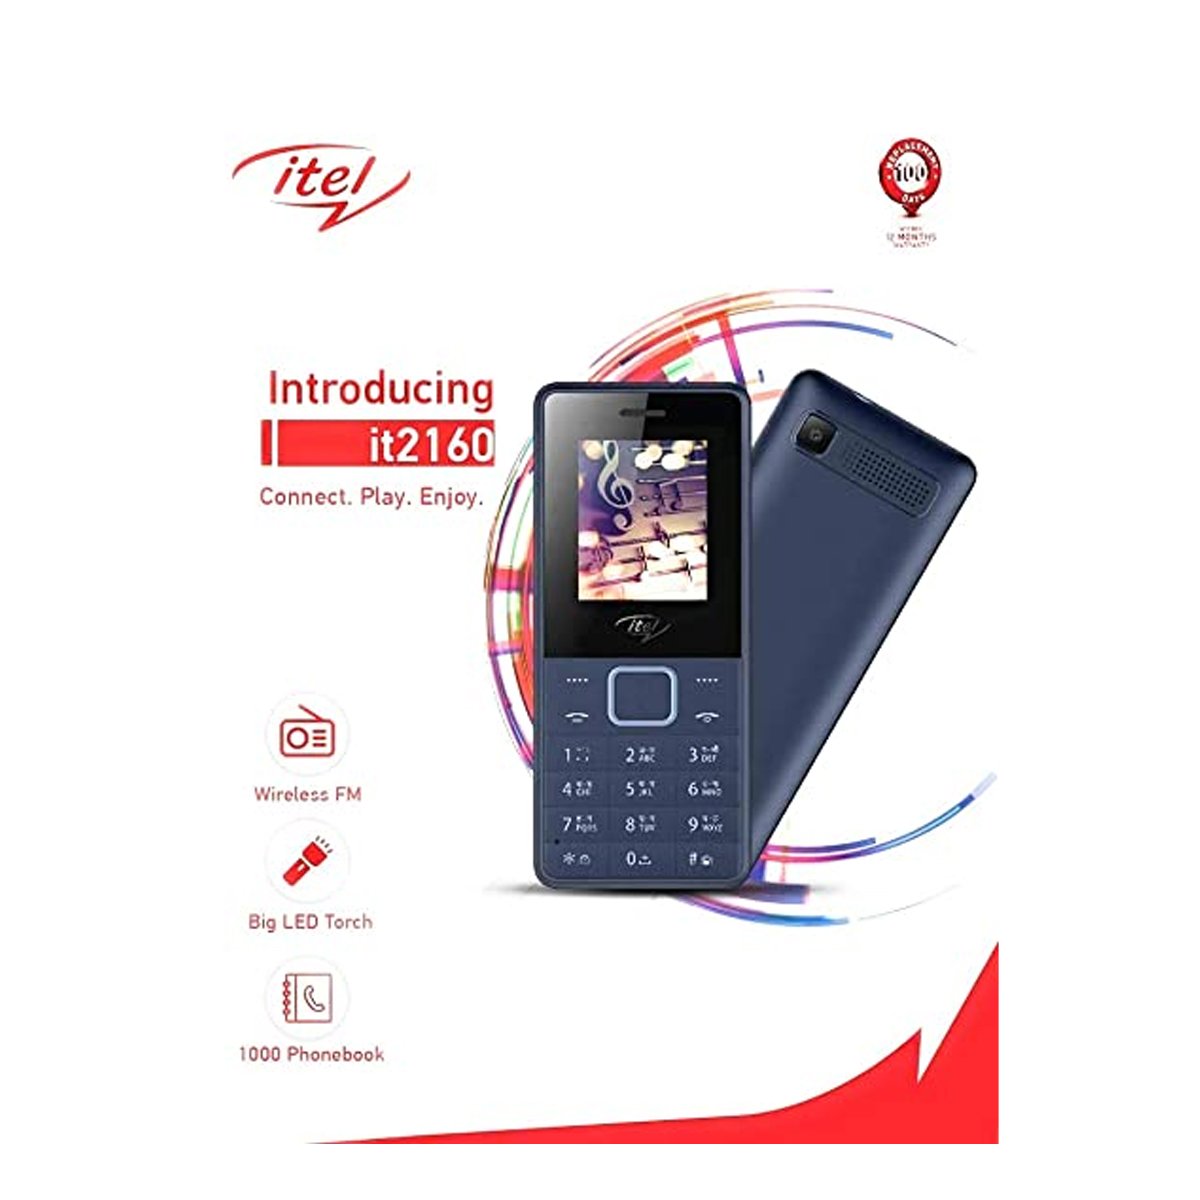 itel
REPLACEMENT
100
DAYS
12 MONTHS
WARRANTY
Introducing
it2160
Connect. Play. Enjoy.
itel
1
2 ABC
3 DEF
4 GHI
5 JKL
6 MNO
7 PQRS
8 TUV
9 WXYZ
*
0
#
Wireless FM
Big LED Torch
1000 Phonebook